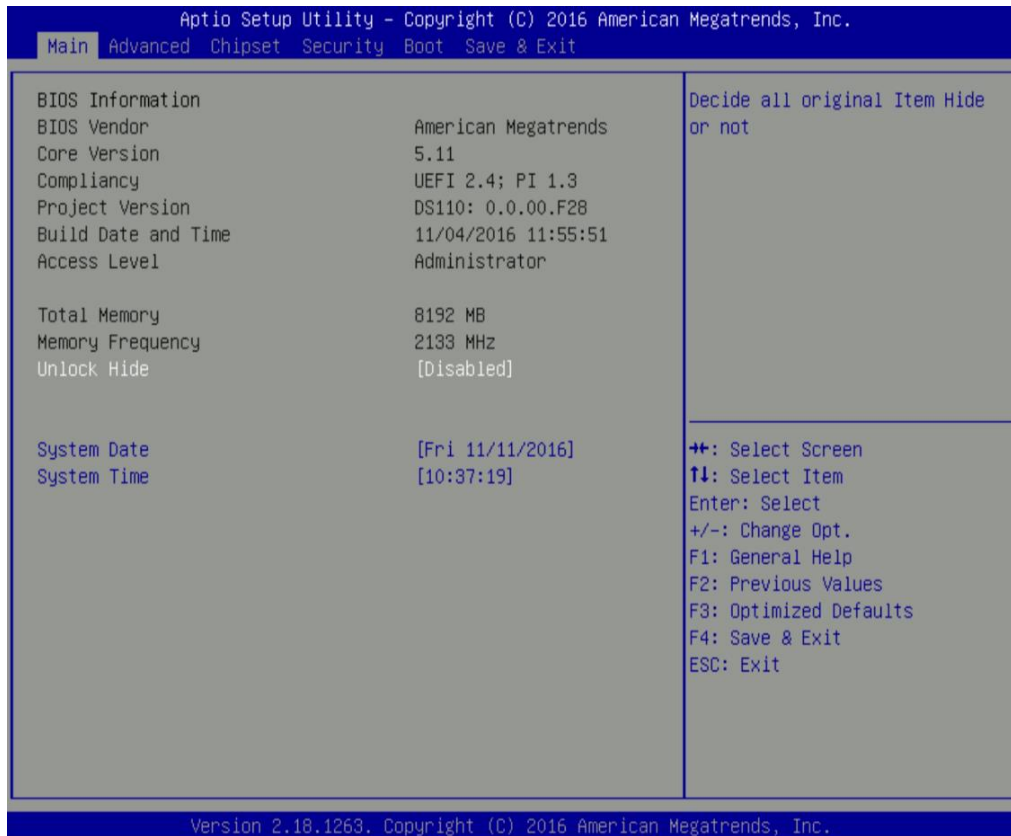 Aptio Setup Utility – Copyright (C) 2016 American Megatrends, Inc.
Main Advanced Chipset Security Boot Save & Exit
BIOS Information
BIOS Vendor American Megatrends
Core Version 5.11
Compliancy UEFI 2.4; PI 1.3
Project Version DS110: 0.0.00.F28
Build Date and Time 11/04/2016 11:55:51
Access Level Administrator
Total Memory 8192 MB
Memory Frequency 2133 MHz
Unlock Hide [Disabled]
System Date [Fri 11/11/2016]
System Time [10:37:19]
Decide all original Item Hide
or not
→←: Select Screen
↑↓: Select Item
Enter: Select
+/-: Change Opt.
F1: General Help
F2: Previous Values
F3: Optimized Defaults
F4: Save & Exit
ESC: Exit
Version 2.18.1263. Copyright (C) 2016 American Megatrends, Inc.